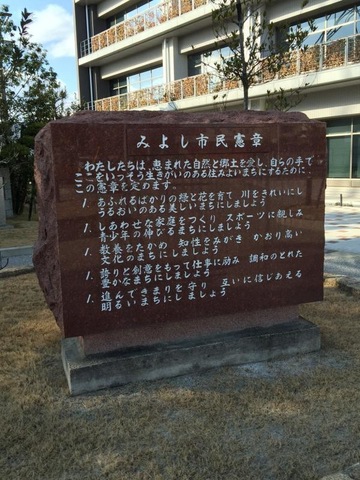 みよし市民憲章
わたしたちは、恵まれた自然と郷土を愛し、自らの手で
ここをいっそう生きがいのある住みよいまちにするために、
この憲章を定めます。
1. あふれるばかりの緑と花を育て 川をきれいにし
うるおいのある美しいまちにしましょう
1. しあわせな家庭をつくり スポーツに親しみ
青少年の伸びるまちにしましょう
1. 教養をたかめ 知性をみがき かおり高い
文化のまちにしましょう
1. 誇りと創意をもって仕事に励み 調和のとれた
豊かなまちにしましょう
1. 進んできまりを守り 互いに信じあえる
明るいまちにしましょう